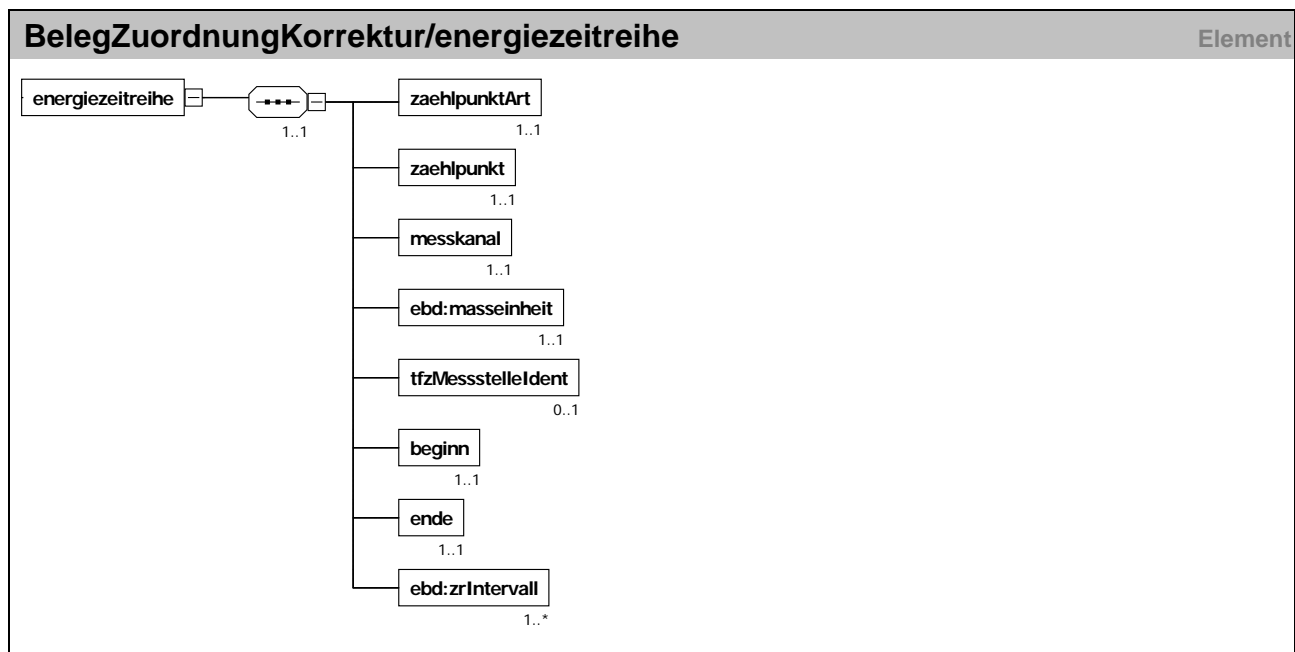 BelegZuordnungKorrektur/energiezeitreihe Element
energiezeitreihe
1..1
zaehlpunktArt
1..1
zaehlpunkt
1..1
messkanal
1..1
ebd:masseinheit
1..1
tfzMessstelleIdent
0..1
beginn
1..1
ende
1..1
ebd:zrIntervall
1..*